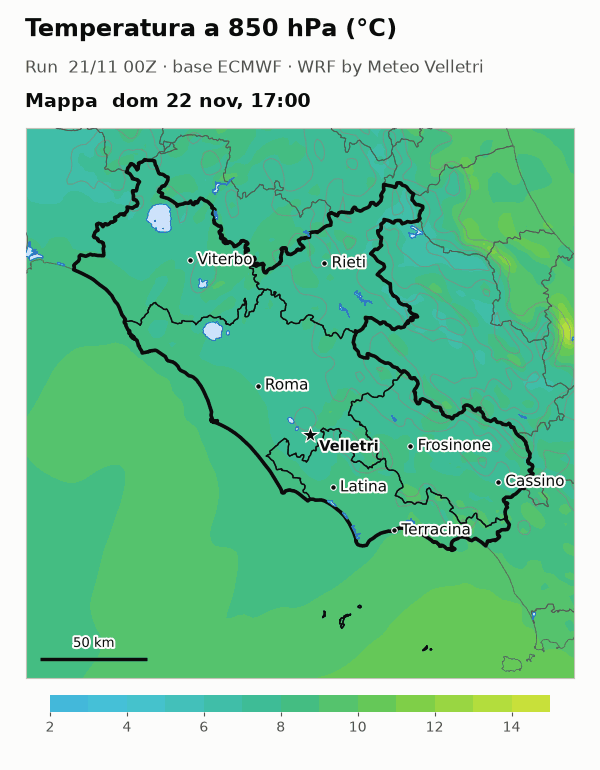 Temperatura a 850 hPa (°C)
Run  21/11 00Z · base ECMWF · WRF by Meteo Velletri
Mappa  dom 22 nov, 17:00
Viterbo
Rieti
Roma
Velletri
Frosinone
Latina
Cassino
Terracina
50 km
2 4 6 8 10 12 14